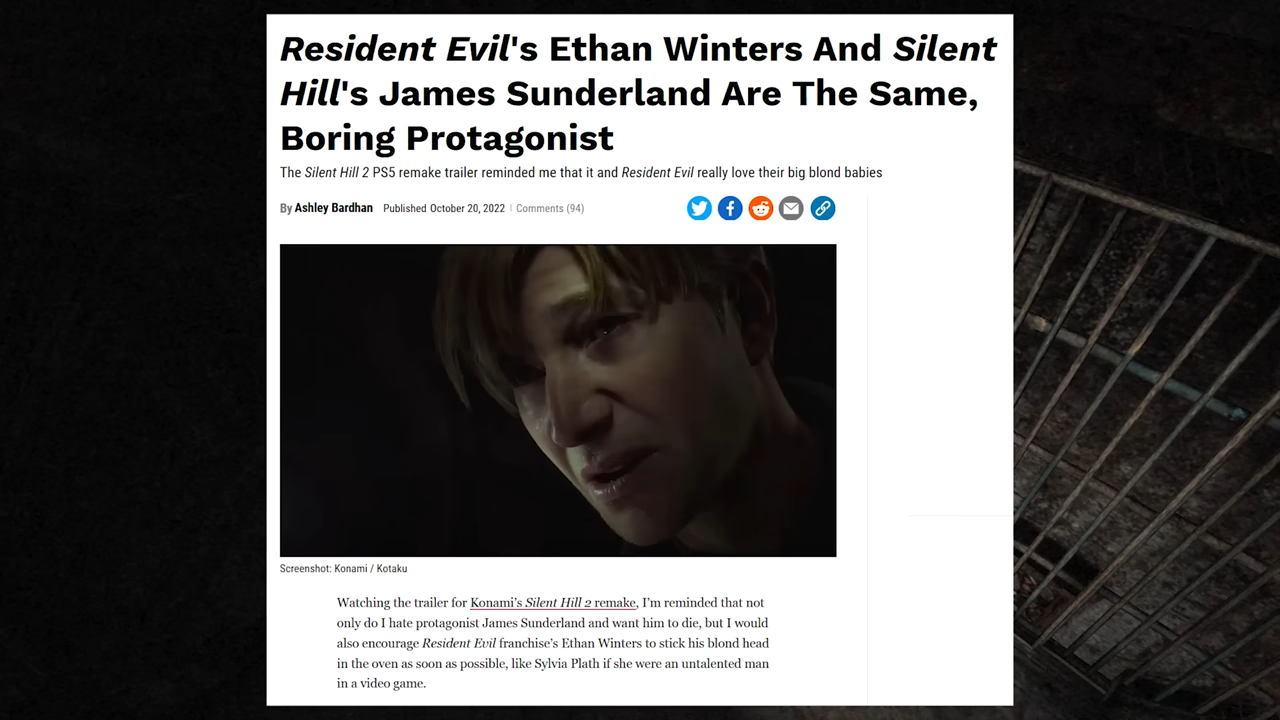 Resident Evil's Ethan Winters And Silent
Hill's James Sunderland Are The Same,
Boring Protagonist
The Silent Hill 2 PS5 remake trailer reminded me that it and Resident Evil really love their big blond babies
By Ashley Bardhan Published October 20, 2022 | Comments (94)
Screenshot: Konami / Kotaku
Watching the trailer for Konami's Silent Hill 2 remake, I'm reminded that not
only do I hate protagonist James Sunderland and want him to die, but I would
also encourage Resident Evil franchise's Ethan Winters to stick his blond head
in the oven as soon as possible, like Sylvia Plath if she were an untalented man
in a video game.